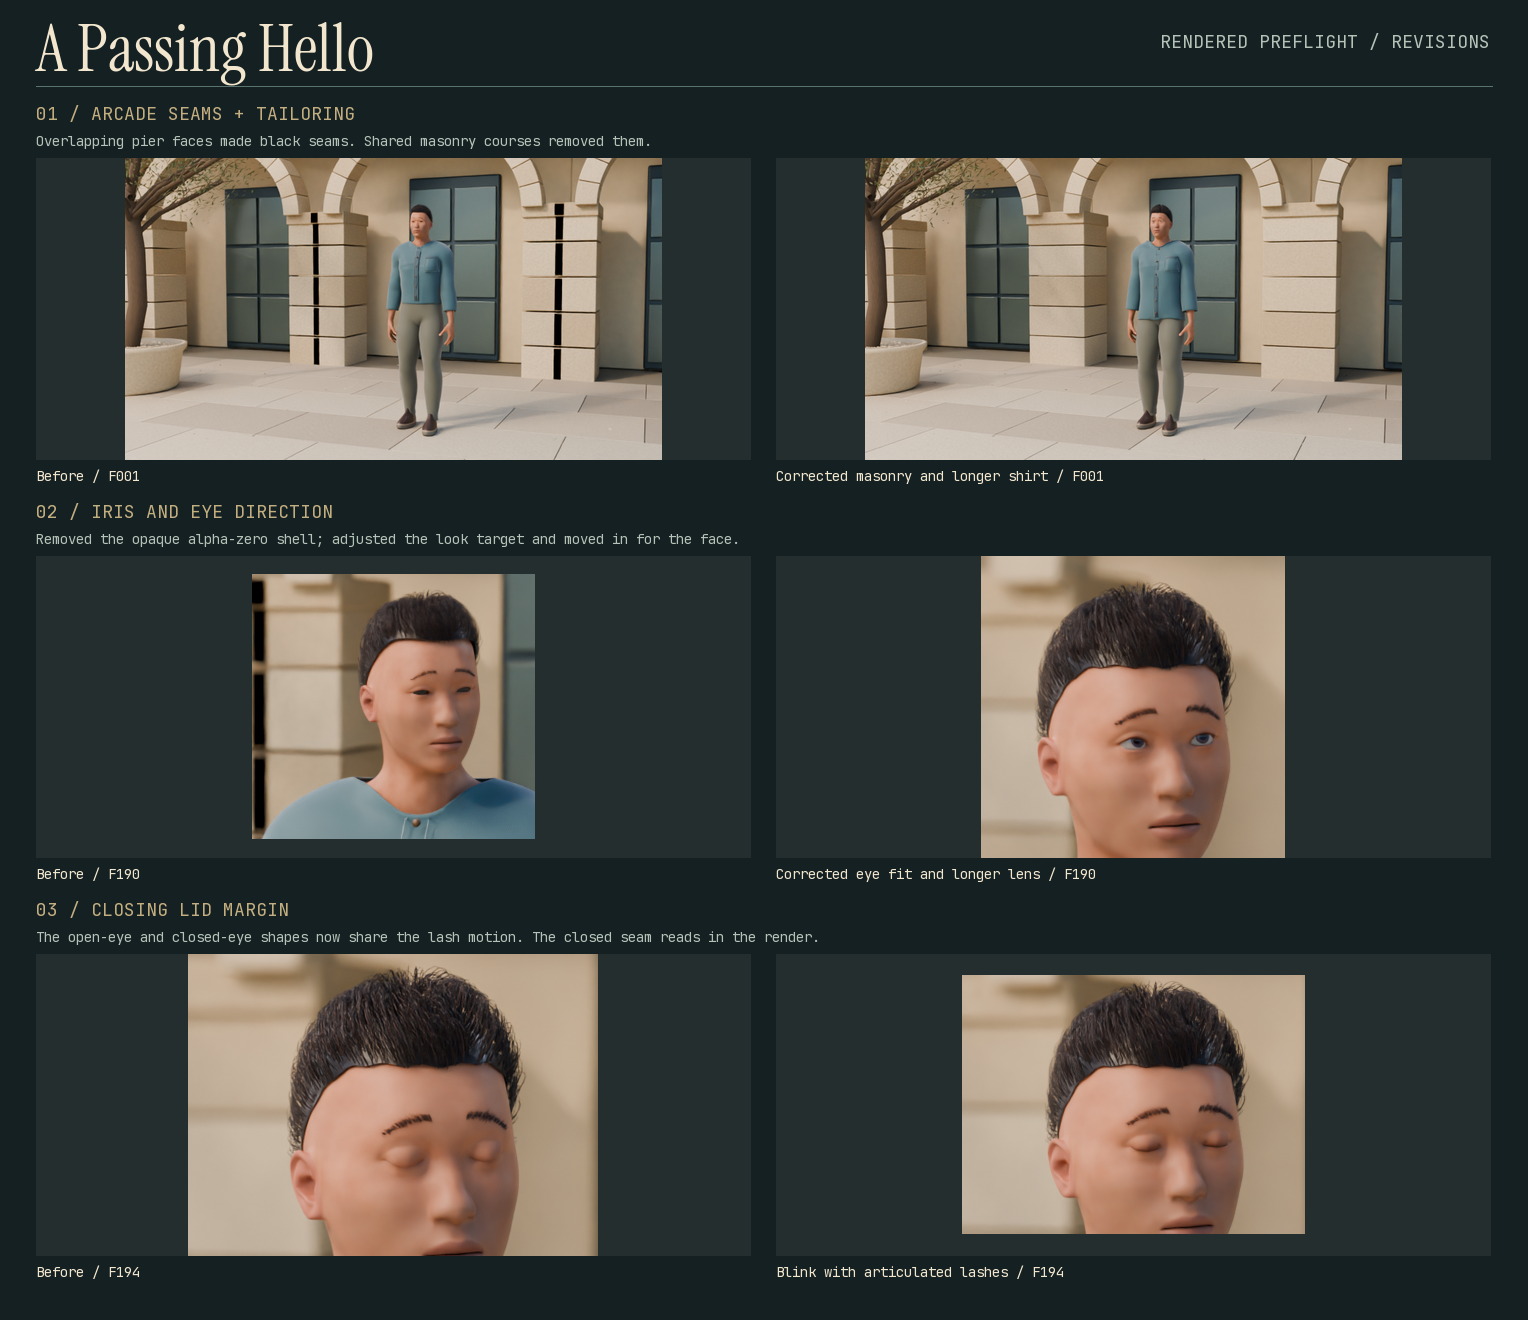 A Passing Hello
RENDERED PREFLIGHT / REVISIONS
01 / ARCADE SEAMS + TAILORING
Overlapping pier faces made black seams. Shared masonry courses removed them.
Before / F001
Corrected masonry and longer shirt / F001
02 / IRIS AND EYE DIRECTION
Removed the opaque alpha-zero shell; adjusted the look target and moved in for the face.
Before / F190
Corrected eye fit and longer lens / F190
03 / CLOSING LID MARGIN
The open-eye and closed-eye shapes now share the lash motion. The closed seam reads in the render.
Before / F194
Blink with articulated lashes / F194